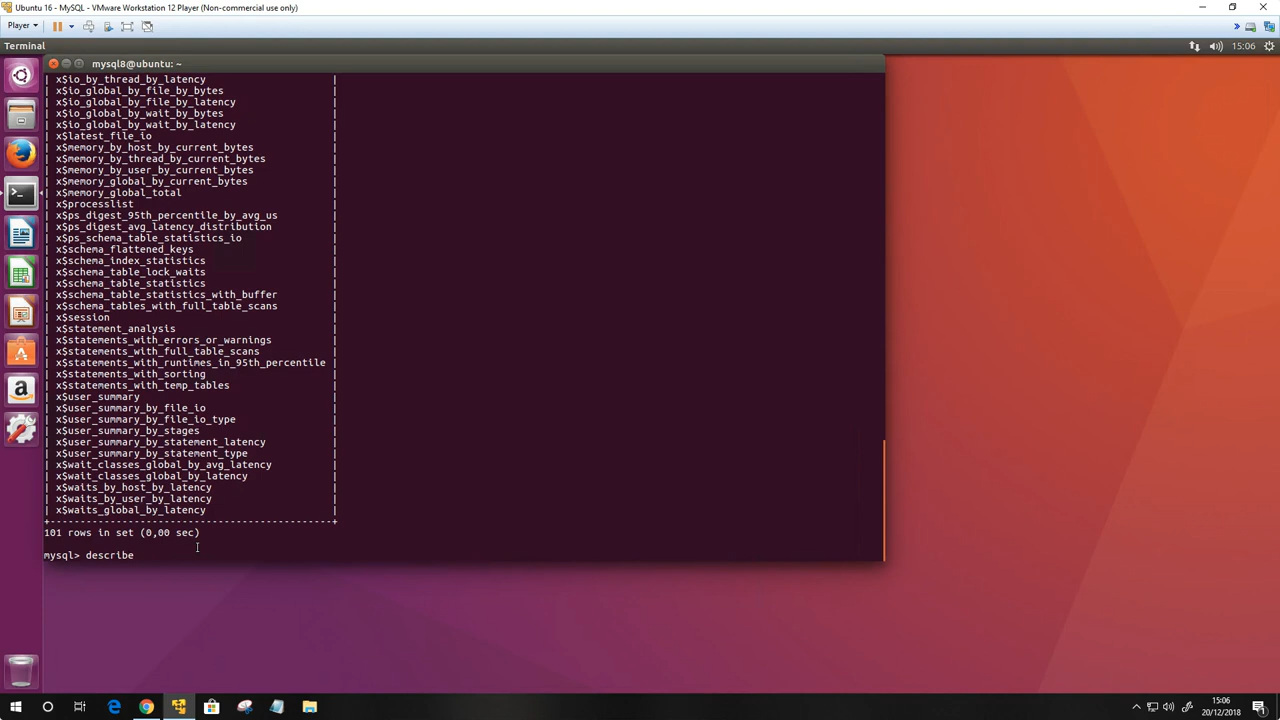 Ubuntu 16 - MySQL - VMware Workstation 12 Player (Non-commercial use only)
Player
Terminal
15:06
mysql8@ubuntu: ~
| x$io_by_thread_by_latency |
| x$io_global_by_file_by_bytes |
| x$io_global_by_file_by_latency |
| x$io_global_by_wait_by_bytes |
| x$io_global_by_wait_by_latency |
| x$latest_file_io |
| x$memory_by_host_by_current_bytes |
| x$memory_by_thread_by_current_bytes |
| x$memory_by_user_by_current_bytes |
| x$memory_global_by_current_bytes |
| x$memory_global_total |
| x$processlist |
| x$ps_digest_95th_percentile_by_avg_us |
| x$ps_digest_avg_latency_distribution |
| x$ps_schema_table_statistics_io |
| x$schema_flattened_keys |
| x$schema_index_statistics |
| x$schema_table_lock_waits |
| x$schema_table_statistics |
| x$schema_table_statistics_with_buffer |
| x$schema_tables_with_full_table_scans |
| x$session |
| x$statement_analysis |
| x$statements_with_errors_or_warnings |
| x$statements_with_full_table_scans |
| x$statements_with_runtimes_in_95th_percentile |
| x$statements_with_sorting |
| x$statements_with_temp_tables |
| x$user_summary |
| x$user_summary_by_file_io |
| x$user_summary_by_file_io_type |
| x$user_summary_by_stages |
| x$user_summary_by_statement_latency |
| x$user_summary_by_statement_type |
| x$wait_classes_global_by_avg_latency |
| x$wait_classes_global_by_latency |
| x$waits_by_host_by_latency |
| x$waits_by_user_by_latency |
| x$waits_global_by_latency |
+-----------------------------------------------+
101 rows in set (0,00 sec)
mysql> describe
15:06
20/12/2018